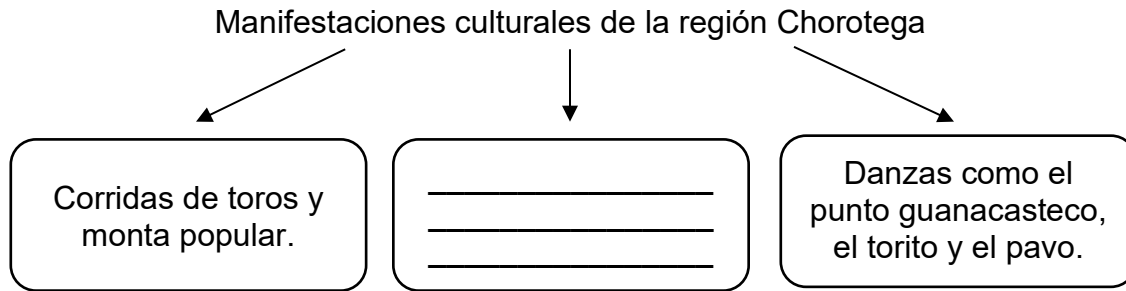 Manifestaciones culturales de la región Chorotega
Corridas de toros y
monta popular.
Danzas como el
punto guanacasteco,
el torito y el pavo.